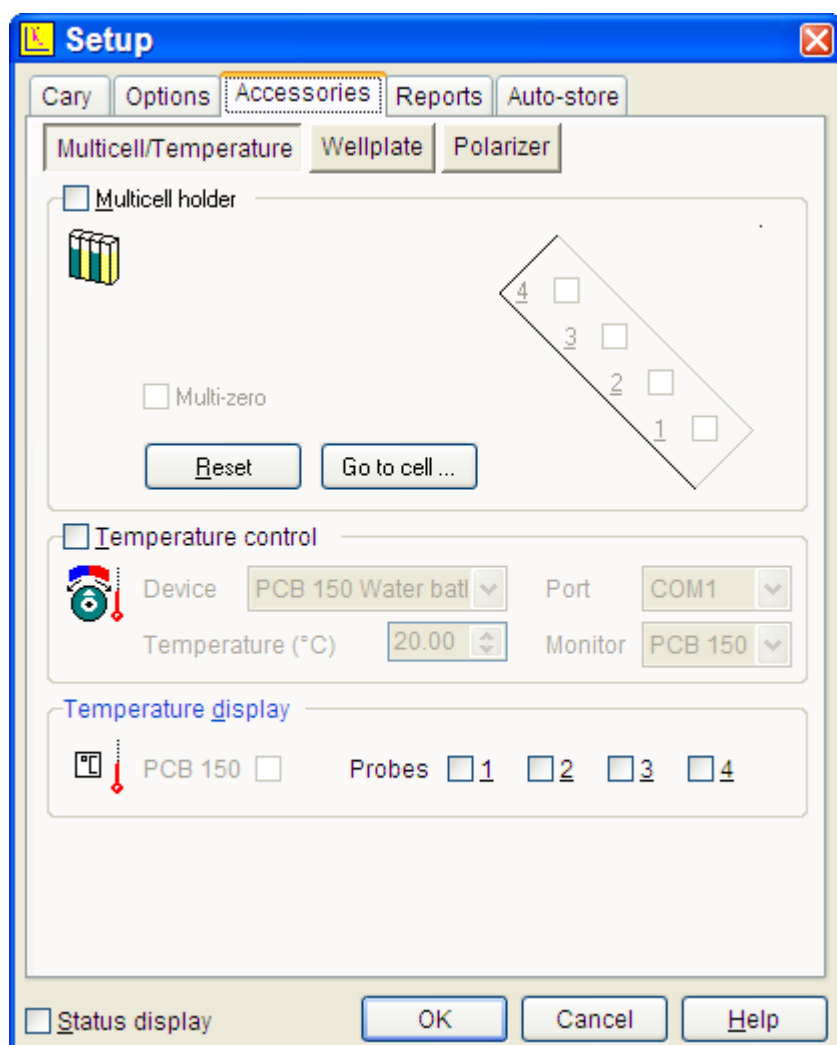 Setup
Cary Options Accessories Reports Auto-store
Multicell/Temperature Wellplate Polarizer
Multicell holder
4
3
2
1
Multi-zero
Reset Go to cell ...
Temperature control
Device PCB 150 Water batl Port COM1
Temperature (°C) 20.00 Monitor PCB 150
Temperature display
°C PCB 150 Probes 1 2 3 4
Status display OK Cancel Help